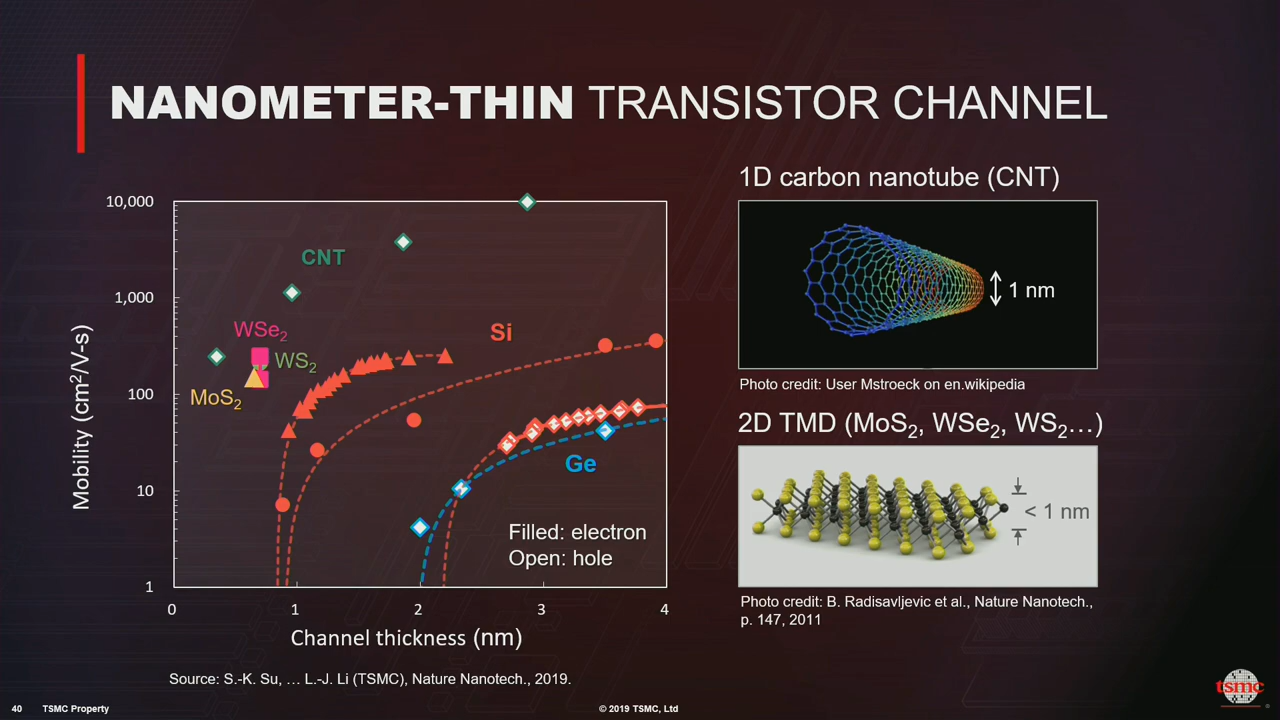 NANOMETER-THIN TRANSISTOR CHANNEL
10,000
1,000
100
10
1
Mobility (cm²/V-s)
CNT
WSe₂
WS₂
MoS₂
Si
Ge
Filled: electron
Open: hole
0 1 2 3 4
Channel thickness (nm)
Source: S.-K. Su, … L.-J. Li (TSMC), Nature Nanotech., 2019.
1D carbon nanotube (CNT)
1 nm
Photo credit: User Mstroeck on en.wikipedia
2D TMD (MoS₂, WSe₂, WS₂…)
< 1 nm
Photo credit: B. Radisavljevic et al., Nature Nanotech.,
p. 147, 2011
tsmc
40 TSMC Property
© 2019 TSMC, Ltd